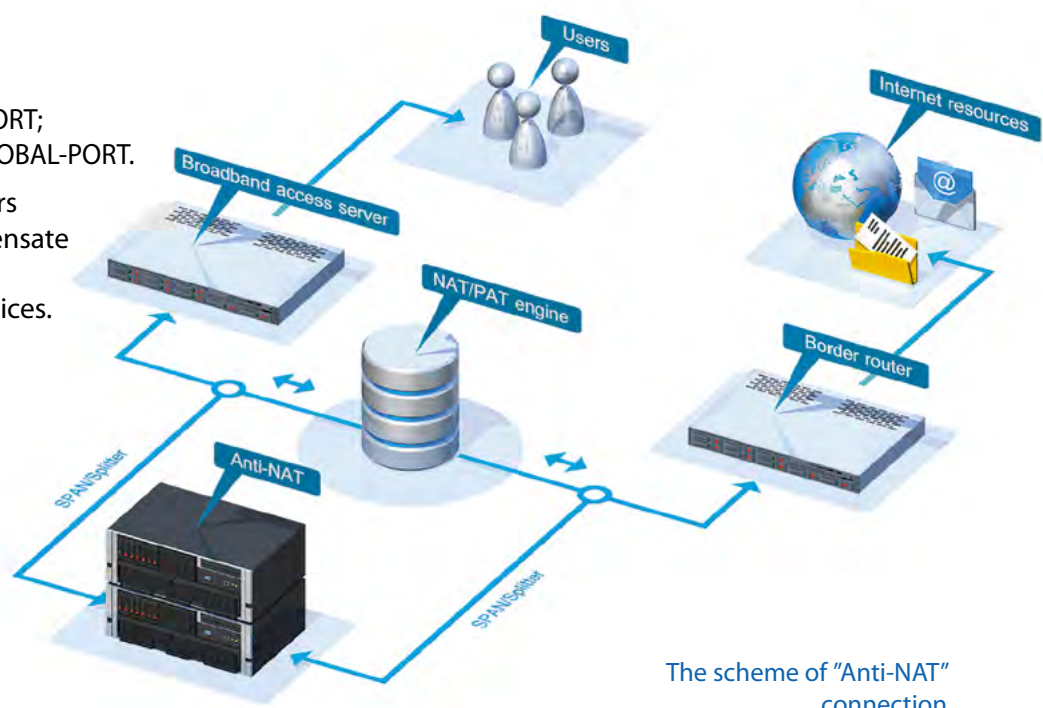 ORT;
OBAL-PORT.
rs
ensate
ices.
Users
Internet resources
Broadband access server
NAT/PAT engine
Border router
Anti-NAT
SPAN/Splitter
SPAN/Splitter
@
The scheme of "Anti-NAT"
connection